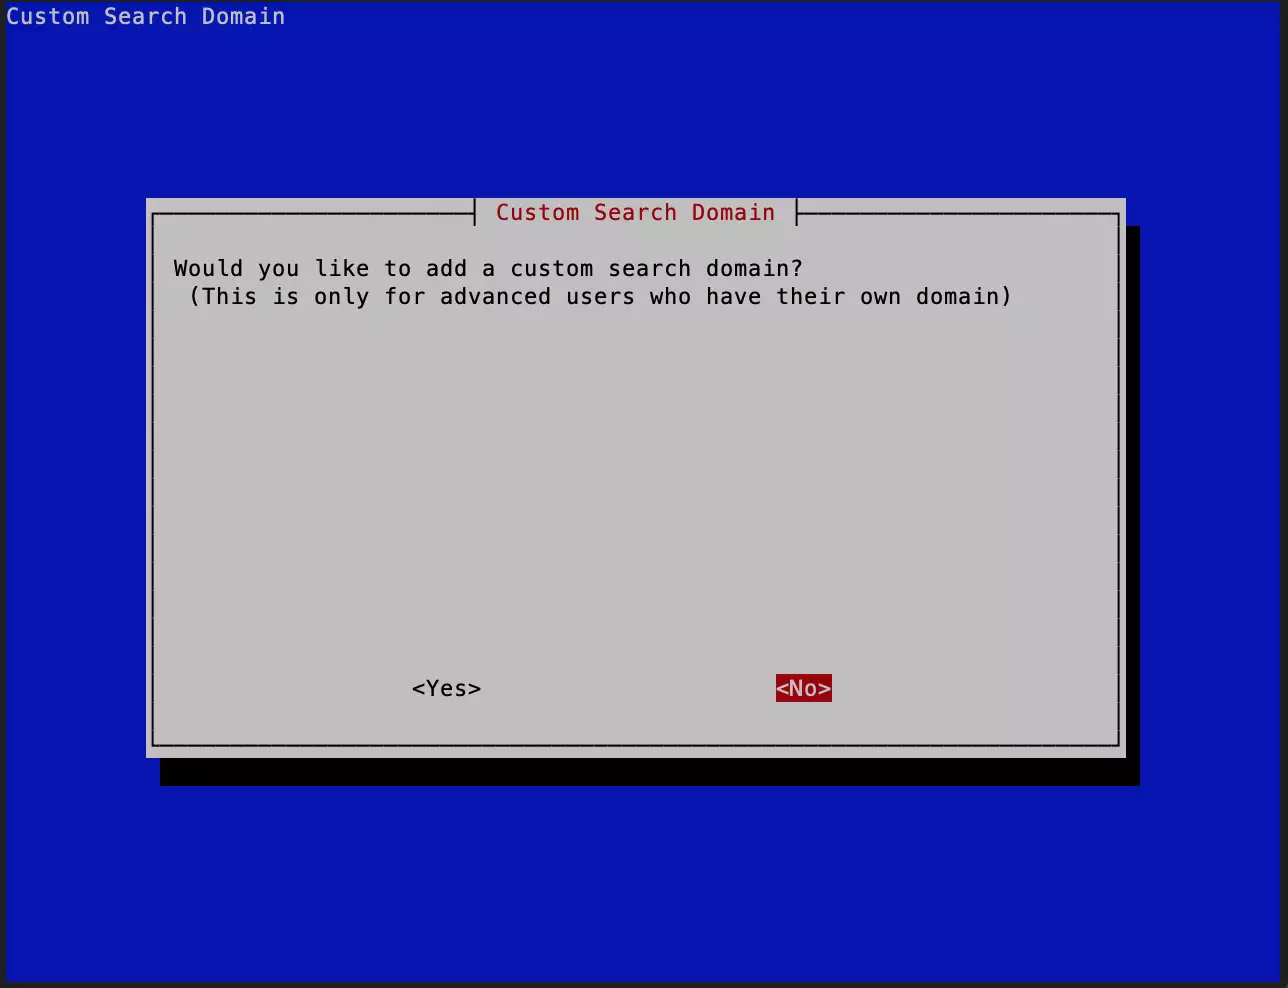 Custom Search Domain
Custom Search Domain
Would you like to add a custom search domain?
(This is only for advanced users who have their own domain)
<Yes> <No>